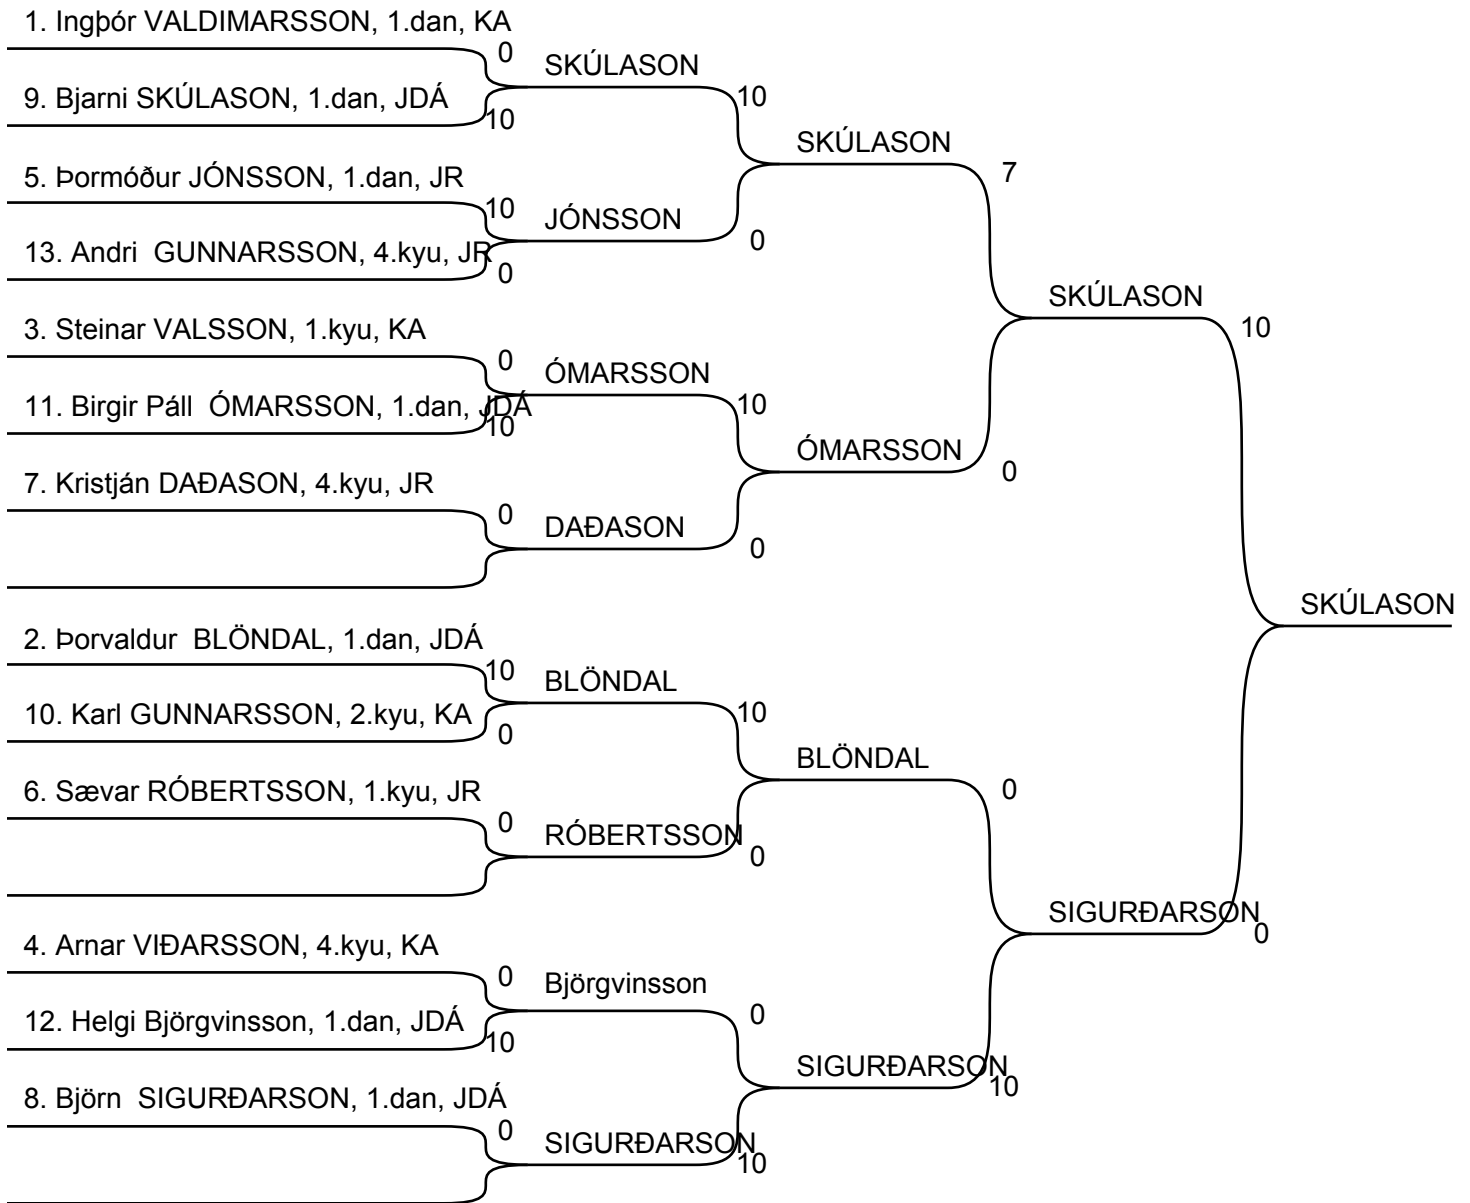 1. Ingþór VALDIMARSSON, 1.dan, KA
0
SKÚLASON
9. Bjarni SKÚLASON, 1.dan, JDÁ
10
10
SKÚLASON
5. Þormóður JÓNSSON, 1.dan, JR
7
10
JÓNSSON
0
13. Andri  GUNNARSSON, 4.kyu, JR
0
SKÚLASON
10
3. Steinar VALSSON, 1.kyu, KA
0
ÓMARSSON
11. Birgir Páll  ÓMARSSON, 1.dan, JDÁ
10
10
ÓMARSSON
0
7. Kristján DAÐASON, 4.kyu, JR
0
DAÐASON
0
SKÚLASON
2. Þorvaldur  BLÖNDAL, 1.dan, JDÁ
10
BLÖNDAL
10. Karl GUNNARSSON, 2.kyu, KA
0
10
BLÖNDAL
0
6. Sævar RÓBERTSSON, 1.kyu, JR
0
RÓBERTSSON
0
SIGURÐARSON
0
4. Arnar VIÐARSSON, 4.kyu, KA
0
Björgvinsson
12. Helgi Björgvinsson, 1.dan, JDÁ
10
0
SIGURÐARSON
10
8. Björn  SIGURÐARSON, 1.dan, JDÁ
0
SIGURÐARSON
10